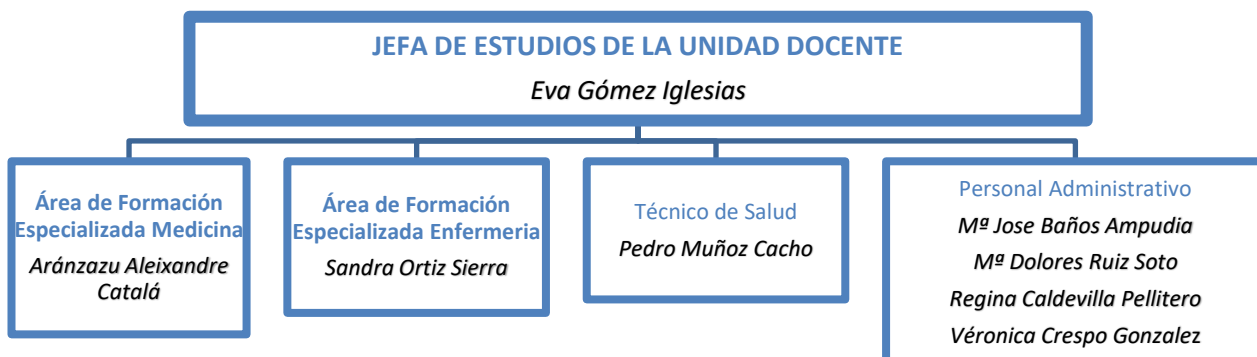 JEFA DE ESTUDIOS DE LA UNIDAD DOCENTE
Eva Gómez Iglesias
Área de Formación
Especializada Medicina
Aránzazu Aleixandre
Catalá
Área de Formación
Especializada Enfermeria
Sandra Ortiz Sierra
Técnico de Salud
Pedro Muñoz Cacho
Personal Administrativo
Mª Jose Baños Ampudia
Mª Dolores Ruiz Soto
Regina Caldevilla Pellitero
Véronica Crespo Gonzalez